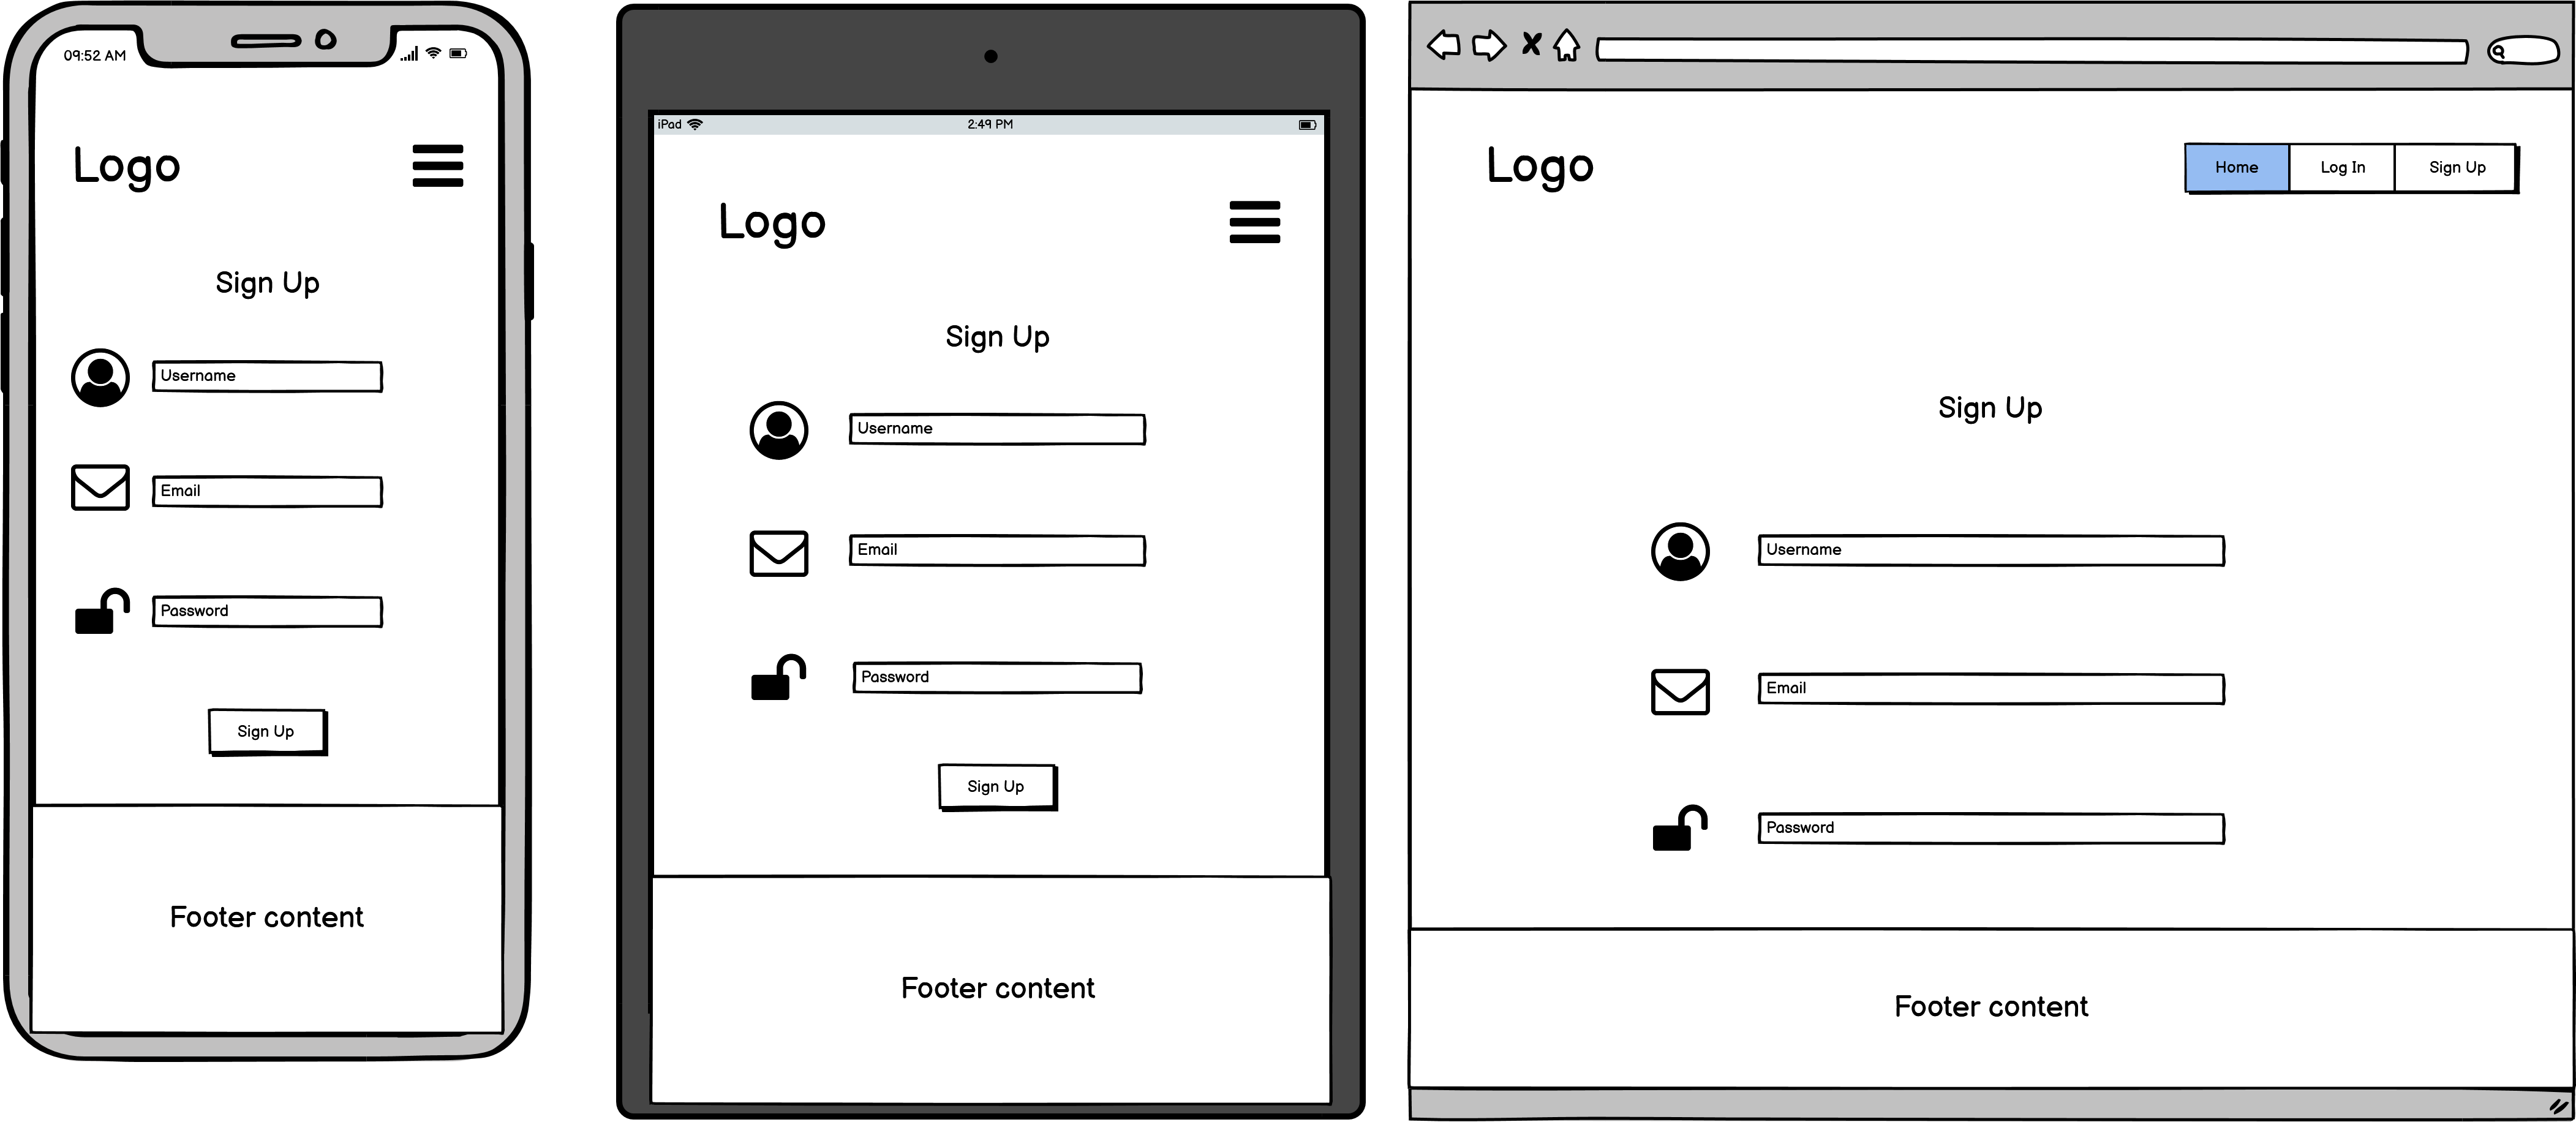 09:52 AM
Logo
Sign Up
Username
Email
Password
Sign Up
Footer content
iPad
2:49 PM
Logo
Sign Up
Username
Email
Password
Sign Up
Footer content
Logo
Home Log In Sign Up
Sign Up
Username
Email
Password
Footer content